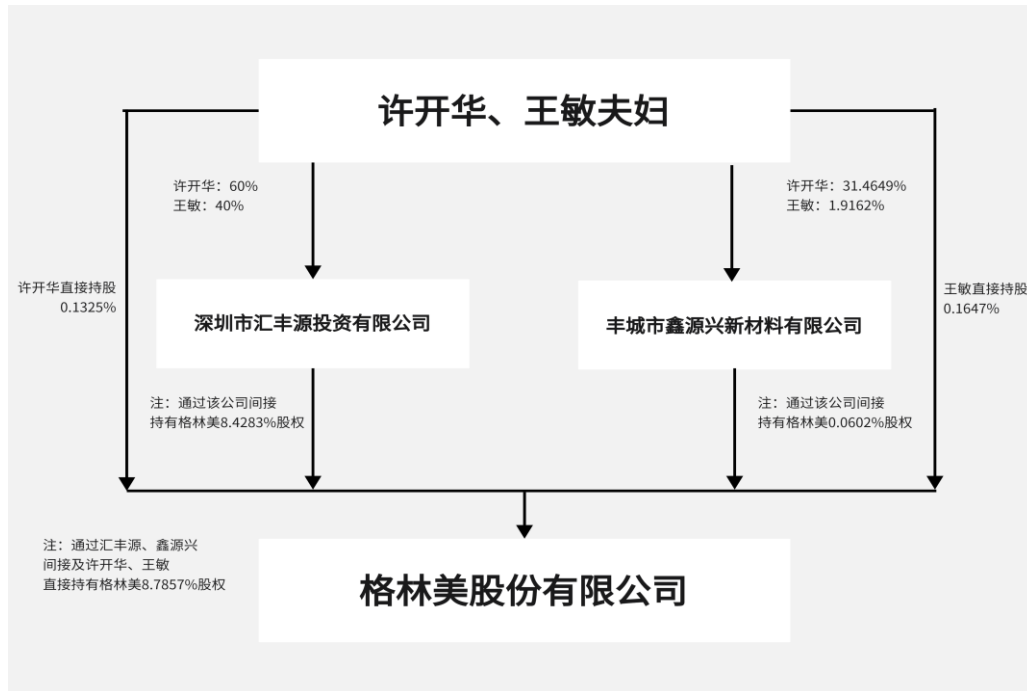 许开华、王敏夫妇
许开华：60%
王敏：40%
许开华：31.4649%
王敏：1.9162%
许开华直接持股
0.1325%
王敏直接持股
0.1647%
深圳市汇丰源投资有限公司
丰城市鑫源兴新材料有限公司
注：通过该公司间接
持有格林美8.4283%股权
注：通过该公司间接
持有格林美0.0602%股权
注：通过汇丰源、鑫源兴
间接及许开华、王敏
直接持有格林美8.7857%股权
格林美股份有限公司